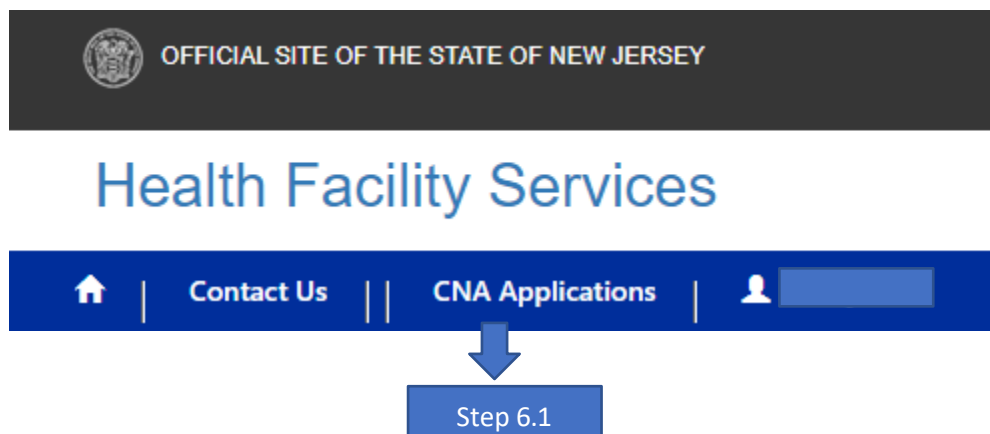 OFFICIAL SITE OF THE STATE OF NEW JERSEY
Health Facility Services
| Contact Us || CNA Applications |
Step 6.1